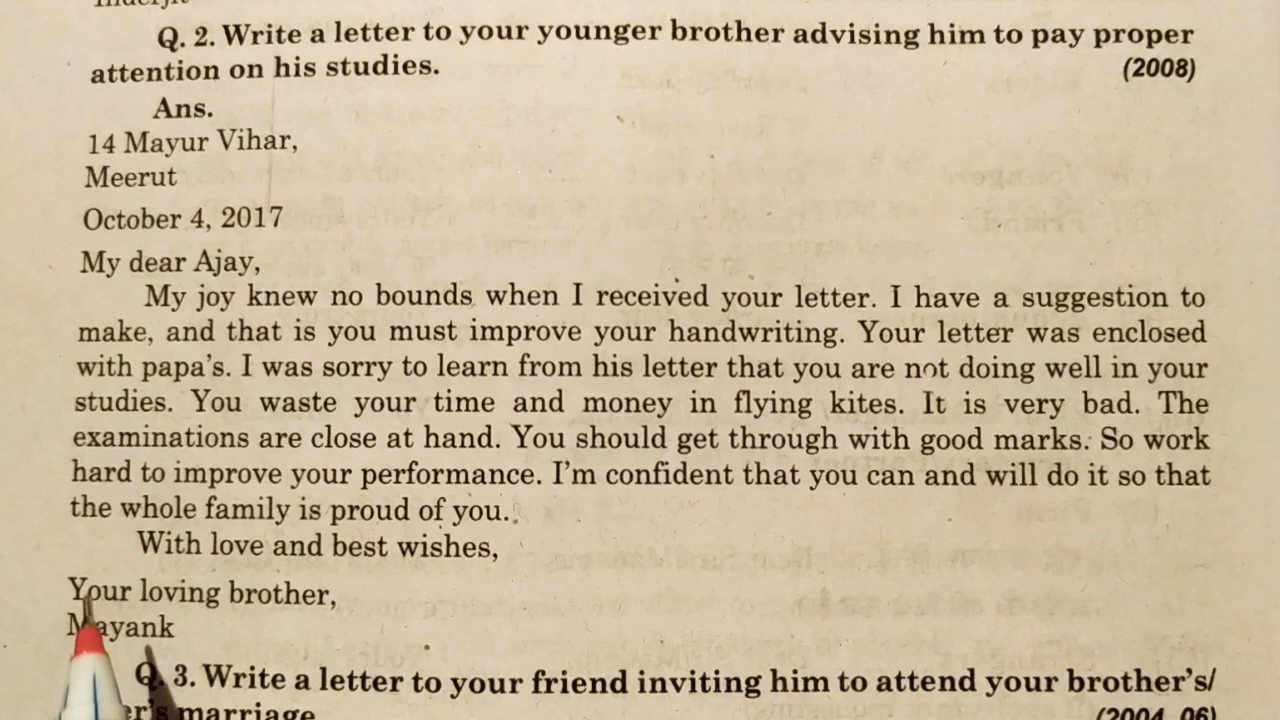 Q. 2. Write a letter to your younger brother advising him to pay proper
attention on his studies. (2008)
Ans.
14 Mayur Vihar,
Meerut
October 4, 2017
My dear Ajay,
My joy knew no bounds when I received your letter. I have a suggestion to
make, and that is you must improve your handwriting. Your letter was enclosed
with papa's. I was sorry to learn from his letter that you are not doing well in your
studies. You waste your time and money in flying kites. It is very bad. The
examinations are close at hand. You should get through with good marks. So work
hard to improve your performance. I'm confident that you can and will do it so that
the whole family is proud of you.
With love and best wishes,
Your loving brother,
Mayank
Q. 3. Write a letter to your friend inviting him to attend your brother's/
marriage (2004, 06)